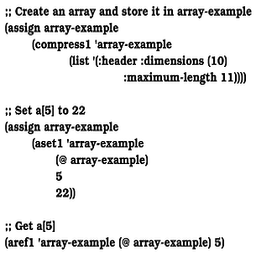 ;; Create an array and store it in array-example
(assign array-example
(compress1 'array-example
(list '(:header :dimensions (10)
:maximum-length 11))))
;; Set a[5] to 22
(assign array-example
(aset1 'array-example
(@ array-example)
5
22))
;; Get a[5]
(aref1 'array-example (@ array-example) 5)